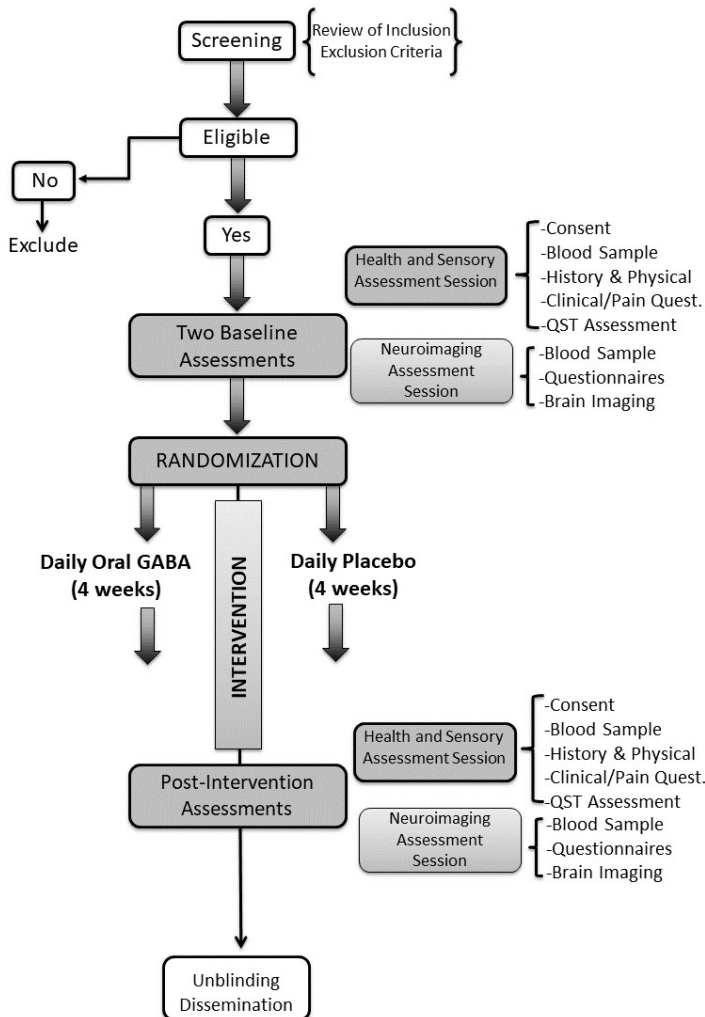 Screening
Review of Inclusion
Exclusion Criteria
Eligible
No
Exclude
Yes
Health and Sensory
Assessment Session
-Consent
-Blood Sample
-History & Physical
-Clinical/Pain Quest.
-QST Assessment
Two Baseline
Assessments
Neuroimaging
Assessment
Session
-Blood Sample
-Questionnaires
-Brain Imaging
RANDOMIZATION
Daily Oral GABA
(4 weeks)
INTERVENTION
Daily Placebo
(4 weeks)
Health and Sensory
Assessment Session
-Consent
-Blood Sample
-History & Physical
-Clinical/Pain Quest.
-QST Assessment
Post-Intervention
Assessments
Neuroimaging
Assessment
Session
-Blood Sample
-Questionnaires
-Brain Imaging
Unblinding
Dissemination